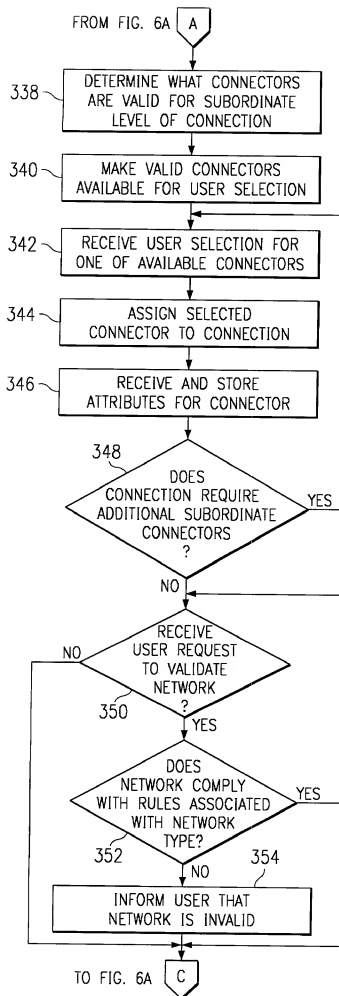 FROM FIG. 6A
A
338
DETERMINE WHAT CONNECTORS
ARE VALID FOR SUBORDINATE
LEVEL OF CONNECTION
340
MAKE VALID CONNECTORS
AVAILABLE FOR USER SELECTION
342
RECEIVE USER SELECTION FOR
ONE OF AVAILABLE CONNECTORS
344
ASSIGN SELECTED
CONNECTOR TO CONNECTION
346
RECEIVE AND STORE
ATTRIBUTES FOR CONNECTOR
348
DOES
CONNECTION REQUIRE
ADDITIONAL SUBORDINATE
CONNECTORS
?
YES
NO
RECEIVE
USER REQUEST
TO VALIDATE
NETWORK
?
NO
350
YES
DOES
NETWORK COMPLY
WITH RULES ASSOCIATED
WITH NETWORK
TYPE?
YES
352
NO
354
INFORM USER THAT
NETWORK IS INVALID
TO FIG. 6A
C